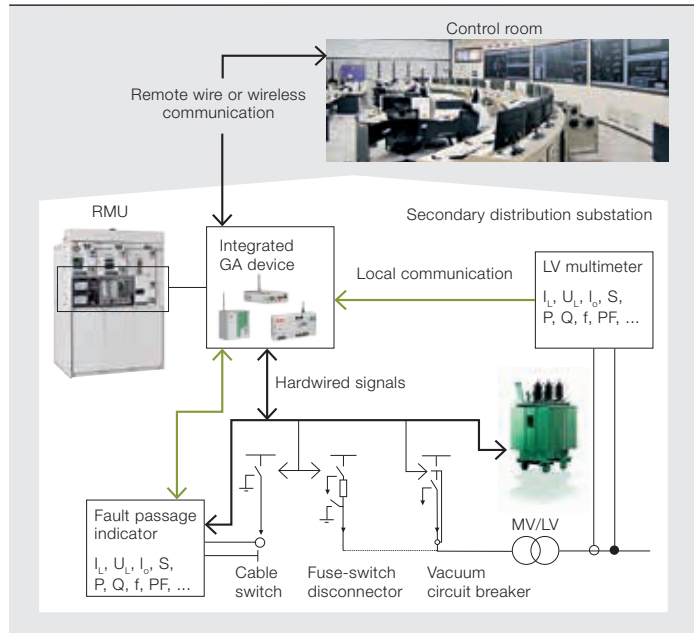 Control room
Remote wire or wireless
communication
RMU
Secondary distribution substation
Integrated
GA device
Local communication
LV multimeter
I_L, U_L, I_o, S,
P, Q, f, PF, ...
Hardwired signals
Fault passage
indicator
I_L, U_L, I_o, S,
P, Q, f, PF, ...
Cable
switch
Fuse-switch
disconnector
Vacuum
circuit breaker
MV/LV